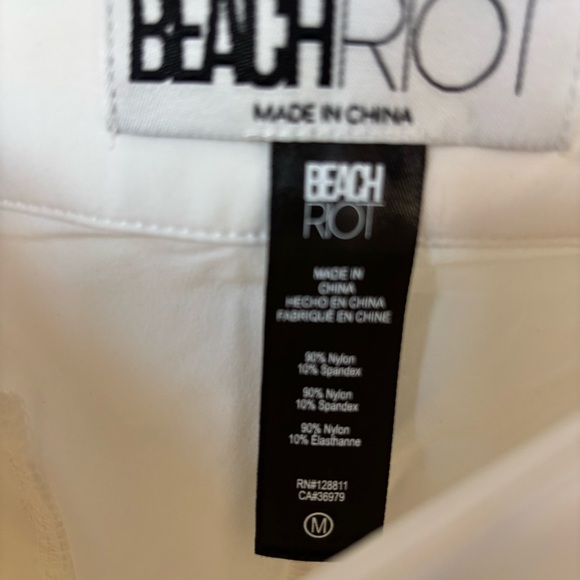 BEACH RIOT
MADE IN CHINA
BEACH
RIOT
MADE IN
CHINA
HECHO EN CHINA
FABRIQUÉ EN CHINE
90% Nylon
10% Spandex
90% Nylon
10% Spandex
90% Nylon
10% Élasthanne
RN#128811
CA#36979
M